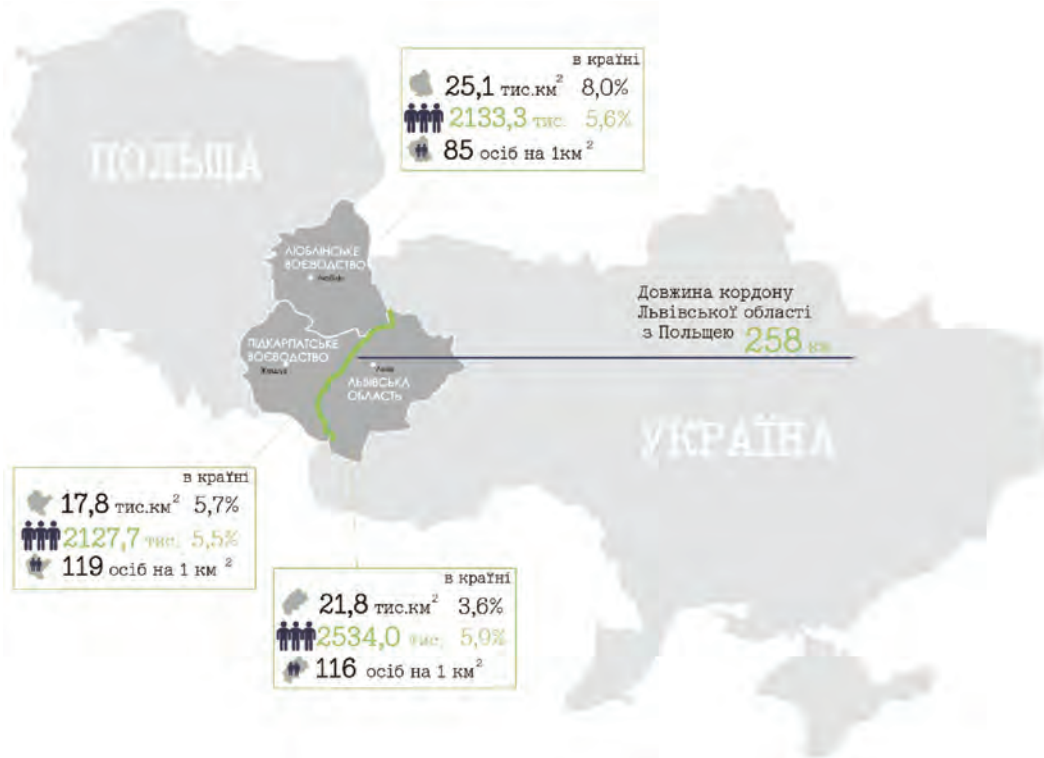 в країні
25,1 тис.км² 8,0%
2133,3 тис. 5,6%
85 осіб на 1км²
ПОЛЬЩА
ЛЮБЛІНСЬКЕ
ВОЄВОДСТВО
Люблін
Довжина кордону
Львівської області
з Польщею 258 км
ПІДКАРПАТСЬКЕ
ВОЄВОДСТВО
Львів
ЛЬВІВСЬКА
ОБЛАСТЬ
УКРАЇНА
в країні
17,8 тис.км² 5,7%
2127,7 тис. 5,5%
119 осіб на 1 км²
в країні
21,8 тис.км² 3,6%
2534,0 тис. 5,9%
116 осіб на 1 км²